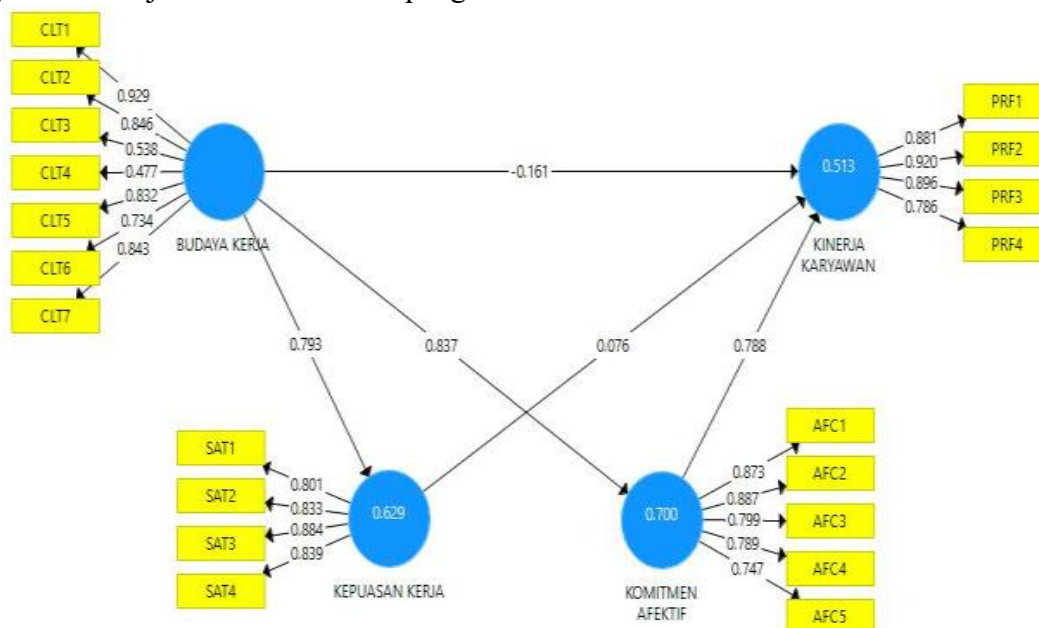 CLT1
CLT2
CLT3
CLT4
CLT5
CLT6
CLT7
0.929
0.846
0.538
0.477
0.832
0.734
0.843
BUDAYA KERJA
-0.161
0.513
KINERJA
KARYAWAN
0.881
0.920
0.896
0.786
PRF1
PRF2
PRF3
PRF4
0.793
0.837
0.076
0.788
SAT1
SAT2
SAT3
SAT4
0.801
0.833
0.884
0.839
0.629
KEPUASAN KERJA
0.700
KOMITMEN
AFEKTIF
0.873
0.887
0.799
0.789
0.747
AFC1
AFC2
AFC3
AFC4
AFC5